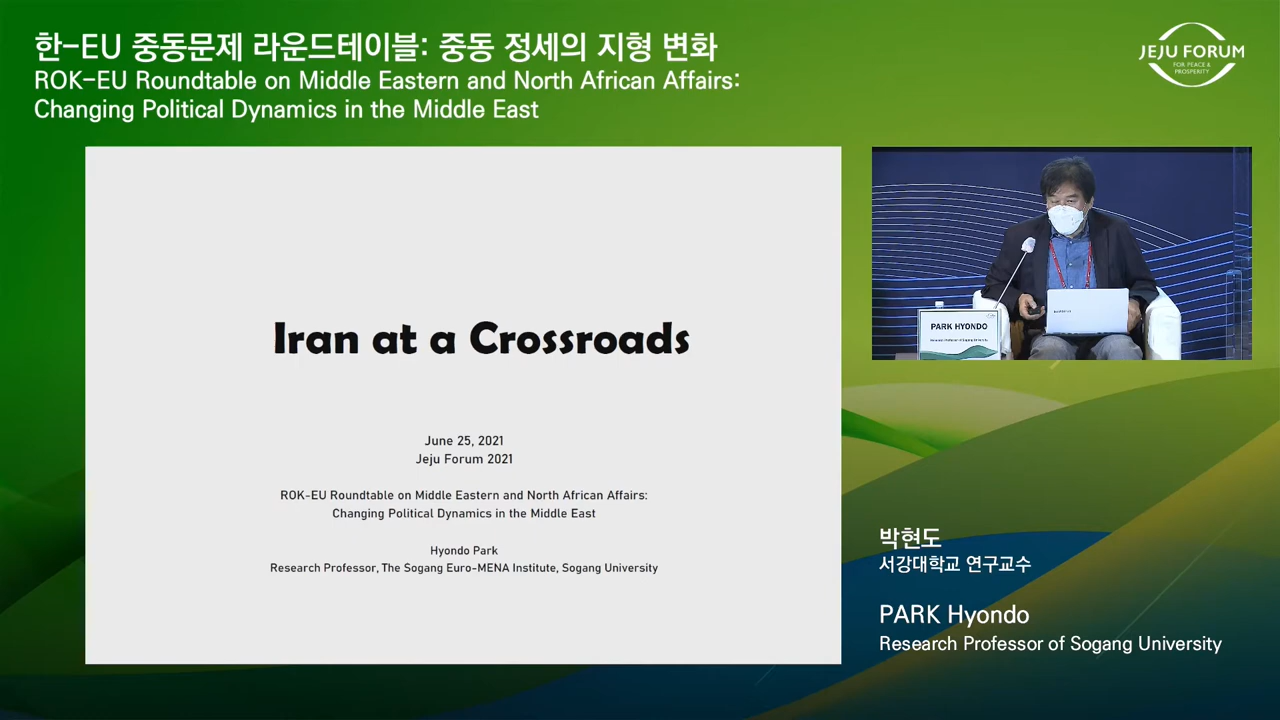 한-EU 중동문제 라운드테이블: 중동 정세의 지형 변화
ROK-EU Roundtable on Middle Eastern and North African Affairs:
Changing Political Dynamics in the Middle East
JEJU FORUM
FOR PEACE &
PROSPERITY
Iran at a Crossroads
June 25, 2021
Jeju Forum 2021
ROK-EU Roundtable on Middle Eastern and North African Affairs:
Changing Political Dynamics in the Middle East
Hyondo Park
Research Professor, The Sogang Euro-MENA Institute, Sogang University
PARK HYONDO
Research Professor of Sogang University
박현도
서강대학교 연구교수
PARK Hyondo
Research Professor of Sogang University